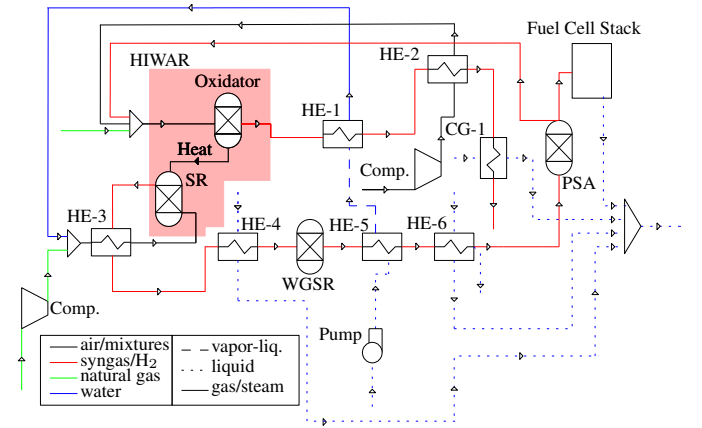 Fuel Cell Stack
HIWAR
HE-2
Oxidator
HE-1
CG-1
Heat
Comp.
SR
PSA
HE-3
HE-4
HE-5
HE-6
WGSR
Comp.
Pump
air/mixtures
syngas/H2
natural gas
water
vapor-liq.
liquid
gas/steam